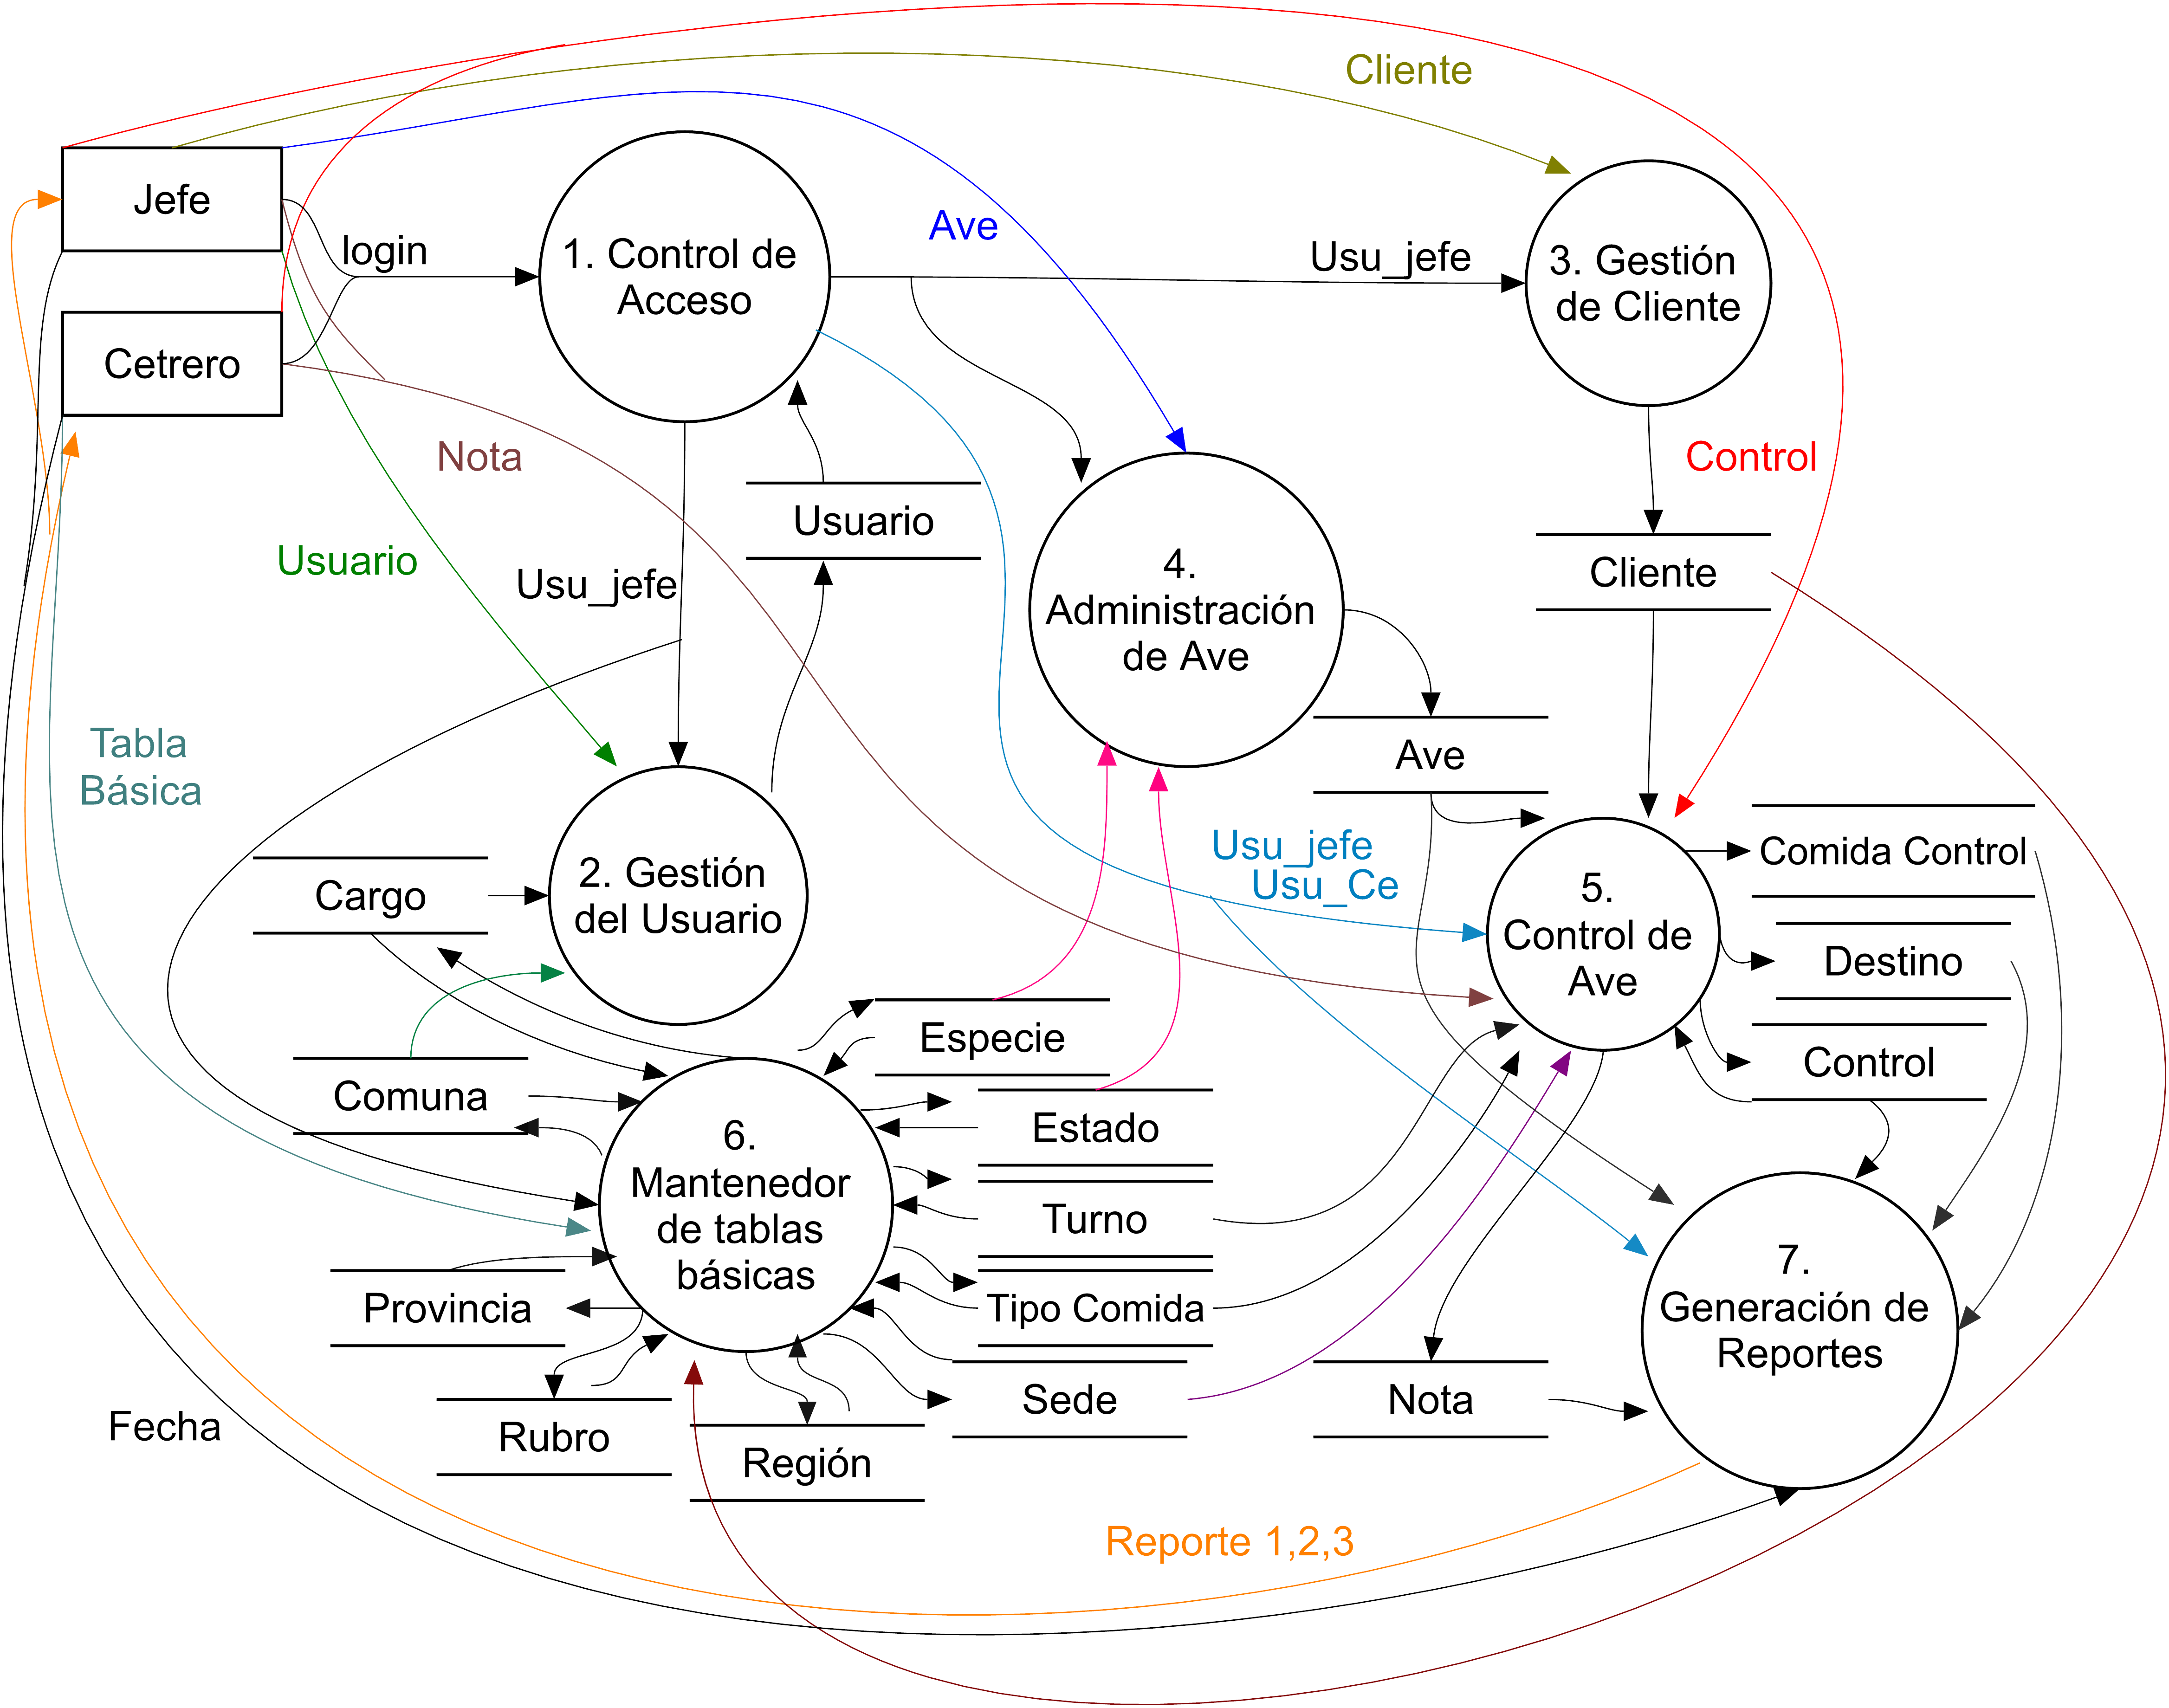 Cliente
Jefe
login
Ave
1. Control de
Acceso
Usu_jefe
3. Gestión
de Cliente
Cetrero
Nota
Control
Usuario
Usuario
Usu_jefe
4.
Administración
de Ave
Cliente
Tabla
Básica
Ave
Usu_jefe
Usu_Ce
Comida Control
2. Gestión
del Usuario
Cargo
5.
Control de
Ave
Destino
Especie
Control
Comuna
Estado
6.
Mantenedor
de tablas
básicas
Turno
7.
Generación de
Reportes
Provincia
Tipo Comida
Sede
Nota
Fecha
Rubro
Región
Reporte 1,2,3